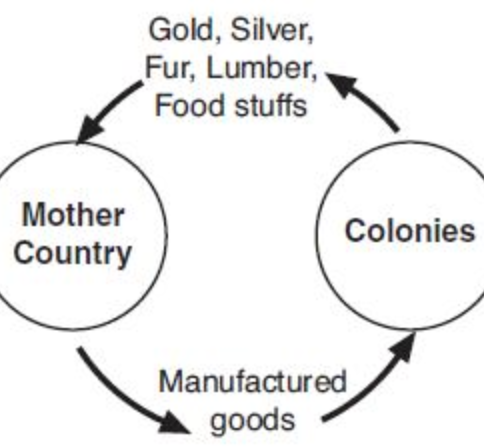 Gold, Silver,
Fur, Lumber,
Food stuffs
Mother
Country
Colonies
Manufactured
goods